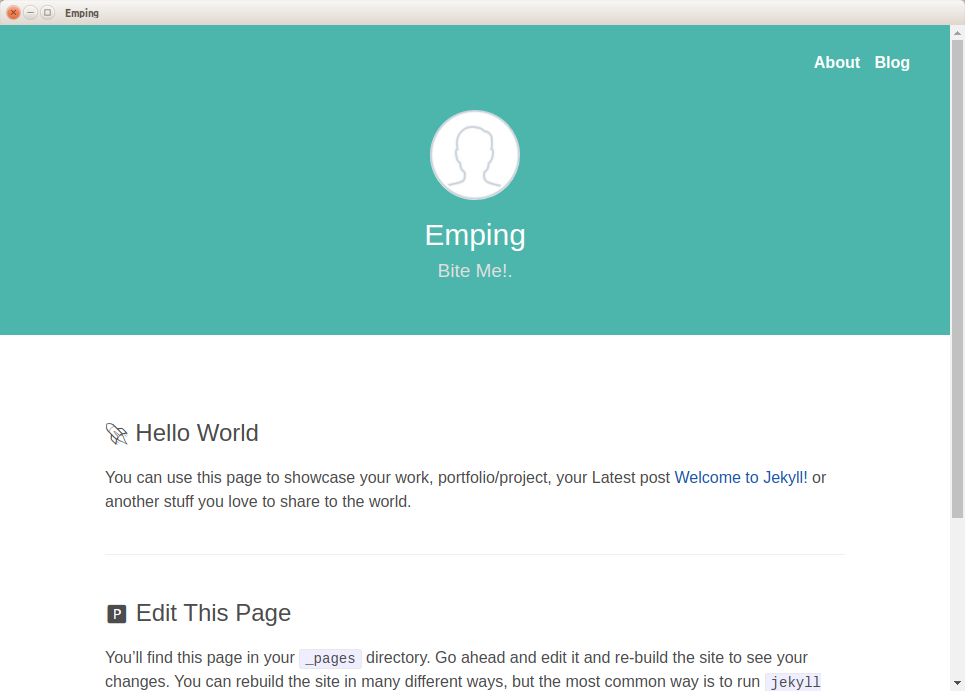 Emping
About Blog
Emping
Bite Me!.
Hello World
You can use this page to showcase your work, portfolio/project, your Latest post Welcome to Jekyll! or
another stuff you love to share to the world.
P Edit This Page
You’ll find this page in your _pages directory. Go ahead and edit it and re-build the site to see your
changes. You can rebuild the site in many different ways, but the most common way is to run jekyll